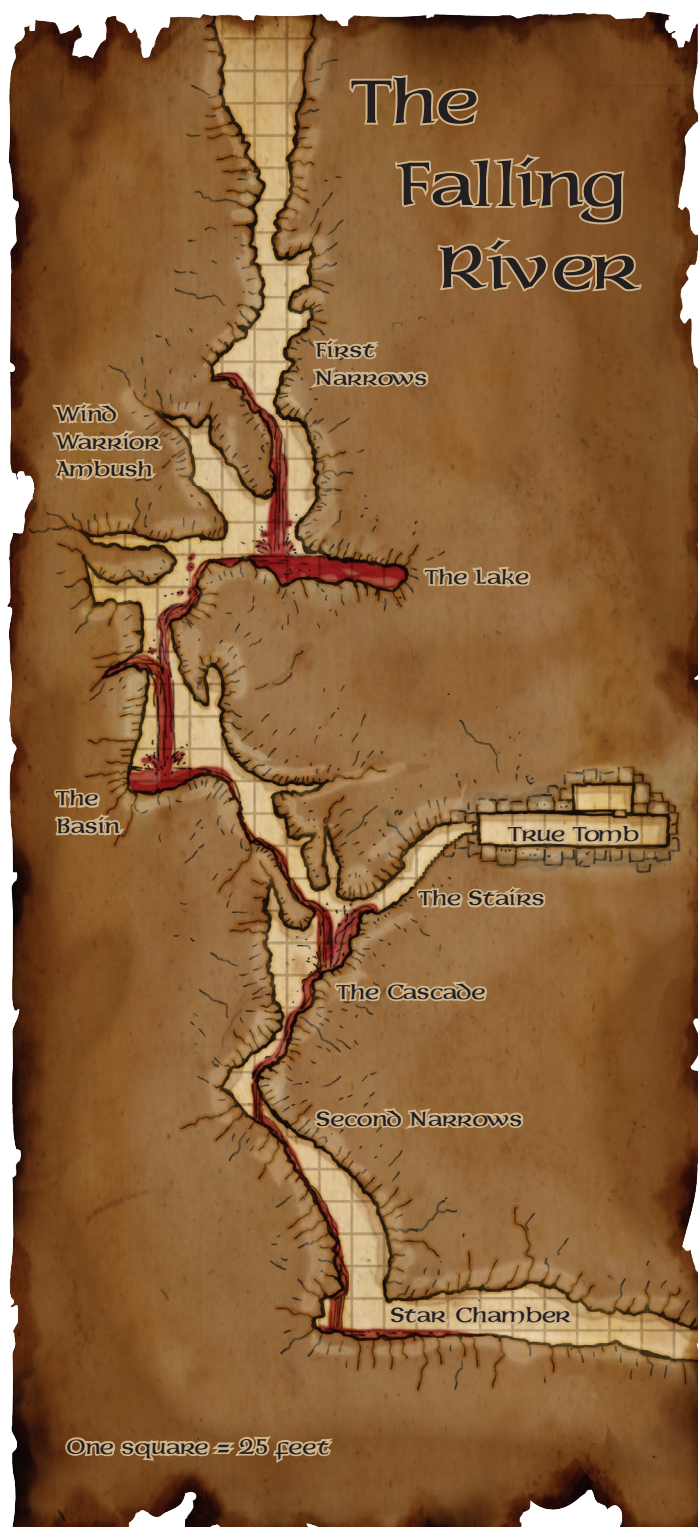 The
Falling
River
First
Narrows
Wind
Warrior
Ambush
The Lake
The
Basin
True Tomb
The Stairs
The Cascade
Second Narrows
Star Chamber
One square = 25 feet